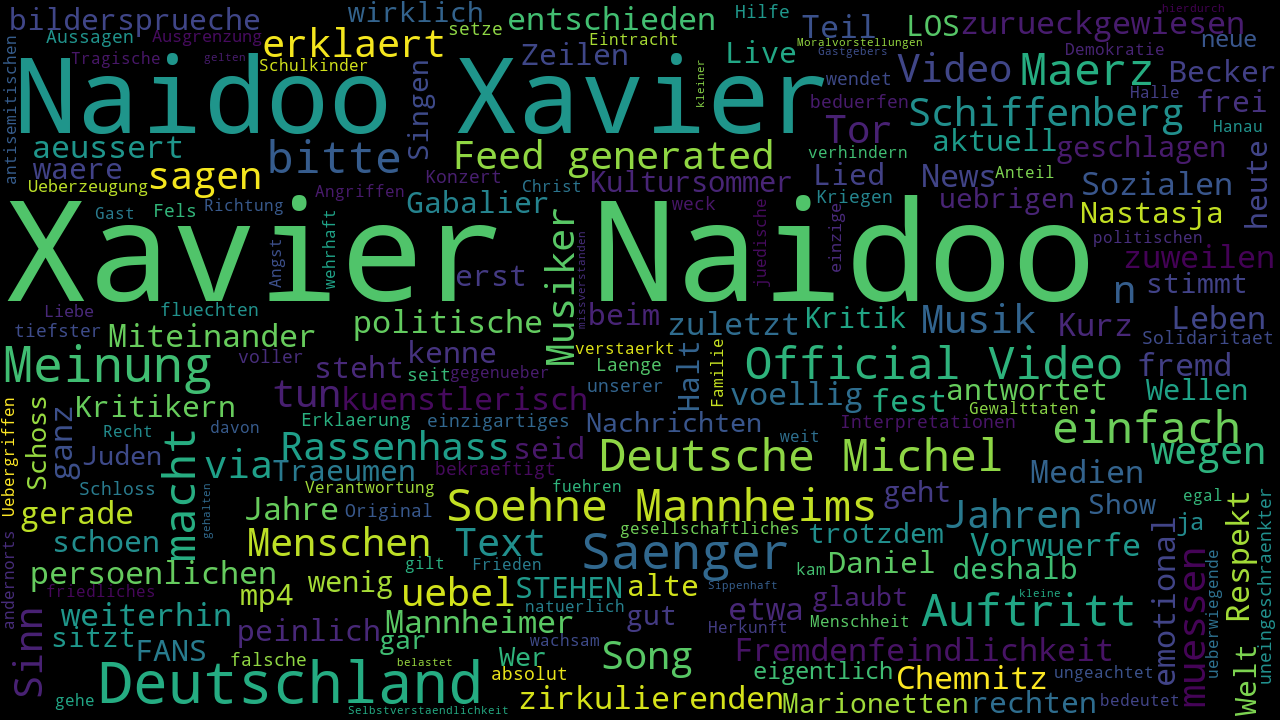 hierdurch
bildersprueche
wirklich
entschieden
Hilfe
Teil
LOS
zurueckgewiesen
Aussagen
Ausgrenzung
erklaert
setze
Eintracht
Moralvorstellungen
Demokratie
neue
antisemitischen
Tragische
gelten
Schulkinder
Zeilen
Live
Gastgebers
wendet
Video
Maerz
Becker
Naidoo Xavier
Singen
kleiner
beduerfen
Schiffenberg
Halle
frei
Tor
Hanau
aeussert
bitte
Feed generated
verhindern
aktuell
geschlagen
waere
sagen
Konzert
Kultursommer
Lied
News
Anteil
Sozialen
heute
Ueberzeugung
Angriffen
Christ
Kriegen
uebrigen
Gast
Fels
Richtung
wehrhaft
Gabalier
weck
juedische
einzige
Nastasja
Xavier Naidoo
Angst
erst
Musiker
missverstanden
politischen
zuweilen
n
stimmt
Liebe
fluechten
tiefster
Miteinander
politische
beim
zuletzt
Kritik
Musik
Kurz
Leben
Solidaritaet
Meinung
voller
steht
kenne
verstaerkt
Halt
Familie
Official Video
fremd
seit
gegenueber
Laenge
unserer
tun
kuenstlerisch
voellig
fest
antwortet
Wellen
Uebergriffen
Schoss
Kritikern
Erklaerung
einzigartiges
Nachrichten
Gewalttaten
Interpretationen
einfach
Recht
davon
ganz
Juden
macht
via
Rassenhass
seid
weit
Deutsche Michel
wegen
Traeumen
bekraeftigt
Medien
Schloss
gehalten
Verantwortung
fuehren
geht
Show
egal
gerade
Jahre
Original
Soehne Mannheims
gesellschaftliches
trotzdem
Jahren
ja
schoen
Menschen
Text
Saenger
Vorwuerfe
emotional
Respekt
uneingeschraenkter
andernorts
persoenlichen
gilt
Frieden
kam
Daniel
deshalb
friedliches
mp4
wenig
uebel
STEHEN
alte
Sippenhaft
glaubt
kleine
muessen
ueberwiegende
Sinn
weiterhin
Mannheimer
natuerlich
gut
etwa
Menschheit
Auftritt
Welt
sitzt
FANS
peinlich
gar
wachsam
Herkunft
Fremdenfeindlichkeit
falsche
belastet
Wer
absolut
Song
eigentlich
Chemnitz
ungeachtet
gehe
Deutschland
Selbstverstaendlichkeit
zirkulierenden
Marionetten
rechten
bedeutet